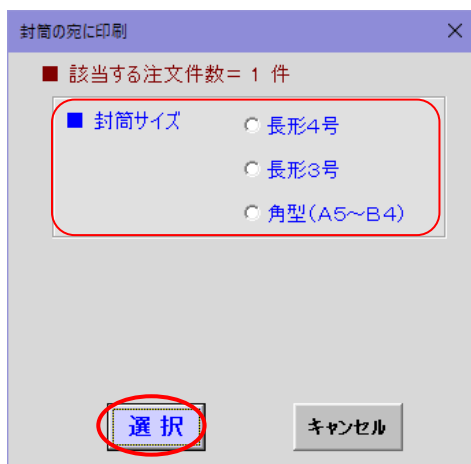 封筒の宛に印刷
■ 該当する注文件数= 1 件
■ 封筒サイズ
長形4号
長形3号
角型(A5〜B4)
選 択
キャンセル